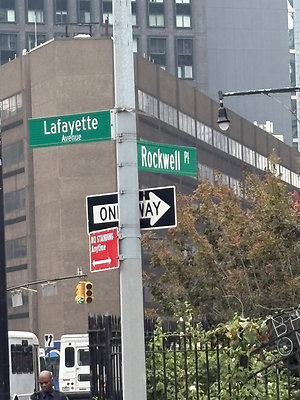 Lafayette
Avenue
Rockwell Pl
ONE WAY
NO STANDING
Anytime